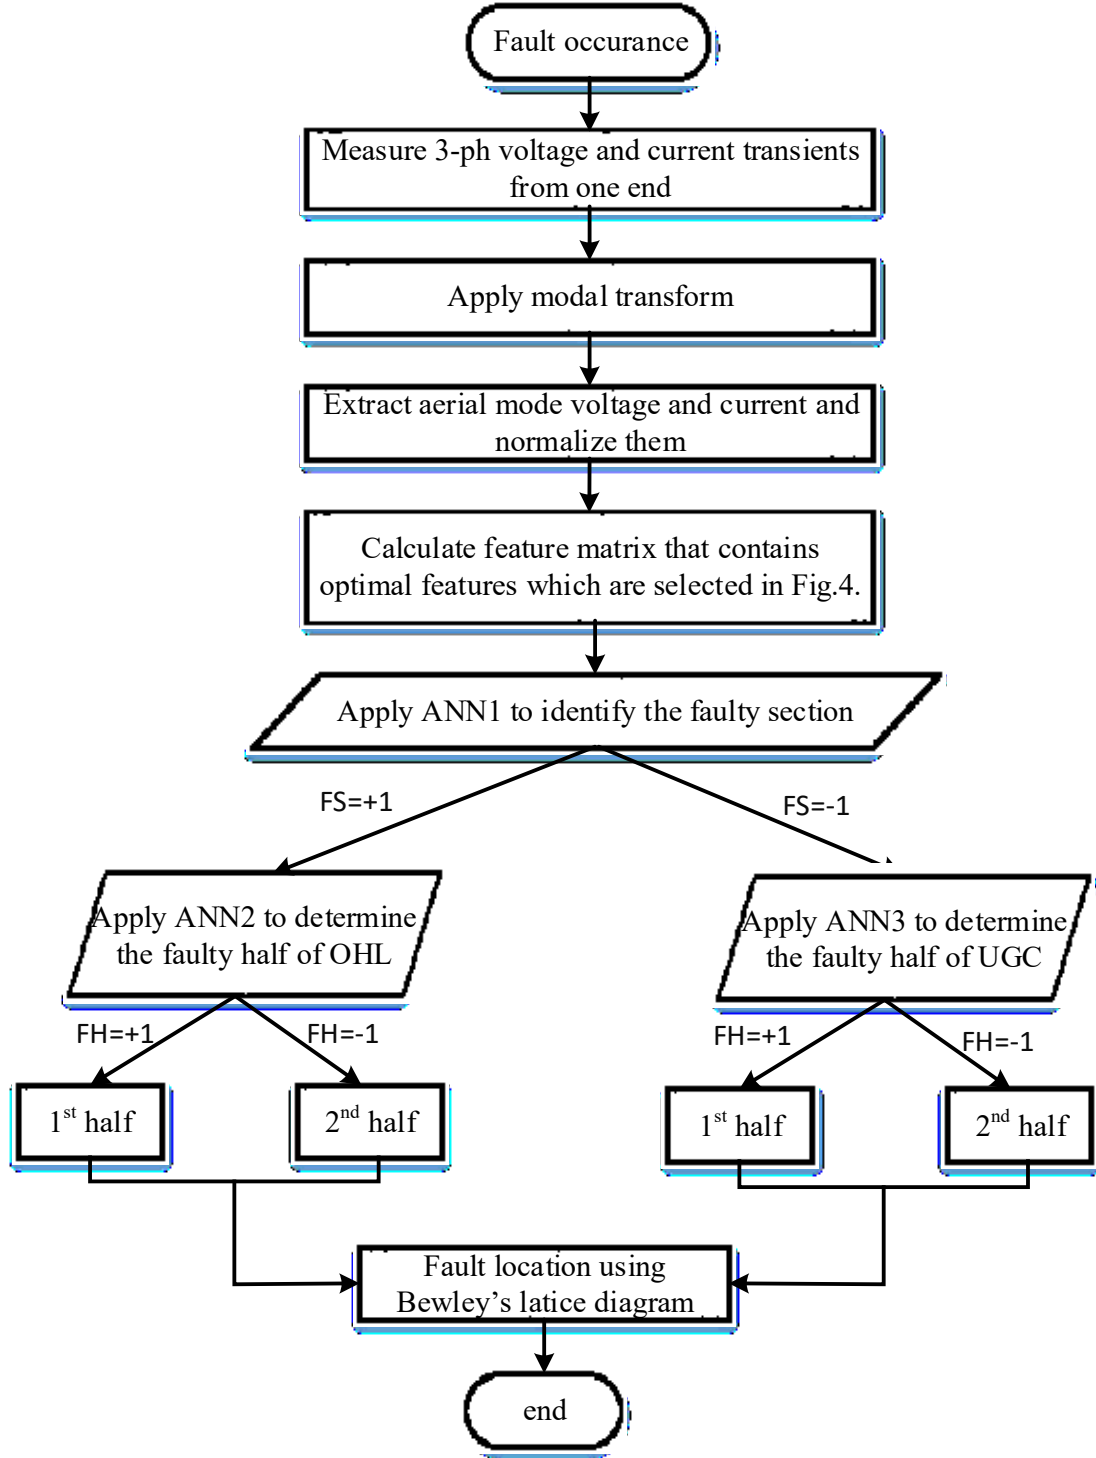 Fault occurance
Measure 3-ph voltage and current transients
from one end
Apply modal transform
Extract aerial mode voltage and current and
normalize them
Calculate feature matrix that contains
optimal features which are selected in Fig.4.
Apply ANN1 to identify the faulty section
FS=+1
FS=-1
Apply ANN2 to determine
the faulty half of OHL
Apply ANN3 to determine
the faulty half of UGC
FH=+1
FH=-1
FH=+1
FH=-1
1st half
2nd half
1st half
2nd half
Fault location using
Bewley’s latice diagram
end